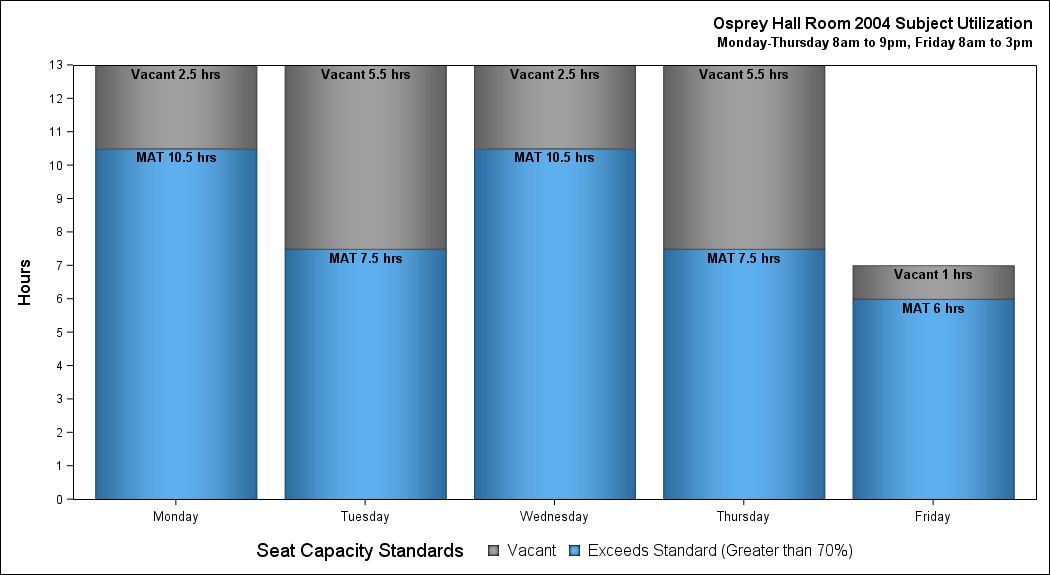 Osprey Hall Room 2004 Subject Utilization
Monday-Thursday 8am to 9pm, Friday 8am to 3pm
Hours
13
12
11
10
9
8
7
6
5
4
3
2
1
0
Vacant 2.5 hrs
MAT 10.5 hrs
Vacant 5.5 hrs
MAT 7.5 hrs
Vacant 2.5 hrs
MAT 10.5 hrs
Vacant 5.5 hrs
MAT 7.5 hrs
Vacant 1 hrs
MAT 6 hrs
Monday Tuesday Wednesday Thursday Friday
Seat Capacity Standards Vacant Exceeds Standard (Greater than 70%)